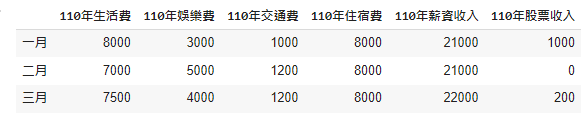 110年生活費 110年娛樂費 110年交通費 110年住宿費 110年薪資收入 110年股票收入
一月 8000 3000 1000 8000 21000 1000
二月 7000 5000 1200 8000 21000 0
三月 7500 4000 1200 8000 22000 200